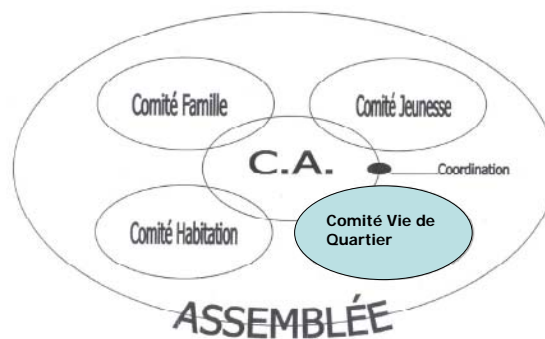 Comité Famille
Comité Jeunesse
C.A.
Coordination
Comité Habitation
Comité Vie de
Quartier
ASSEMBLÉE